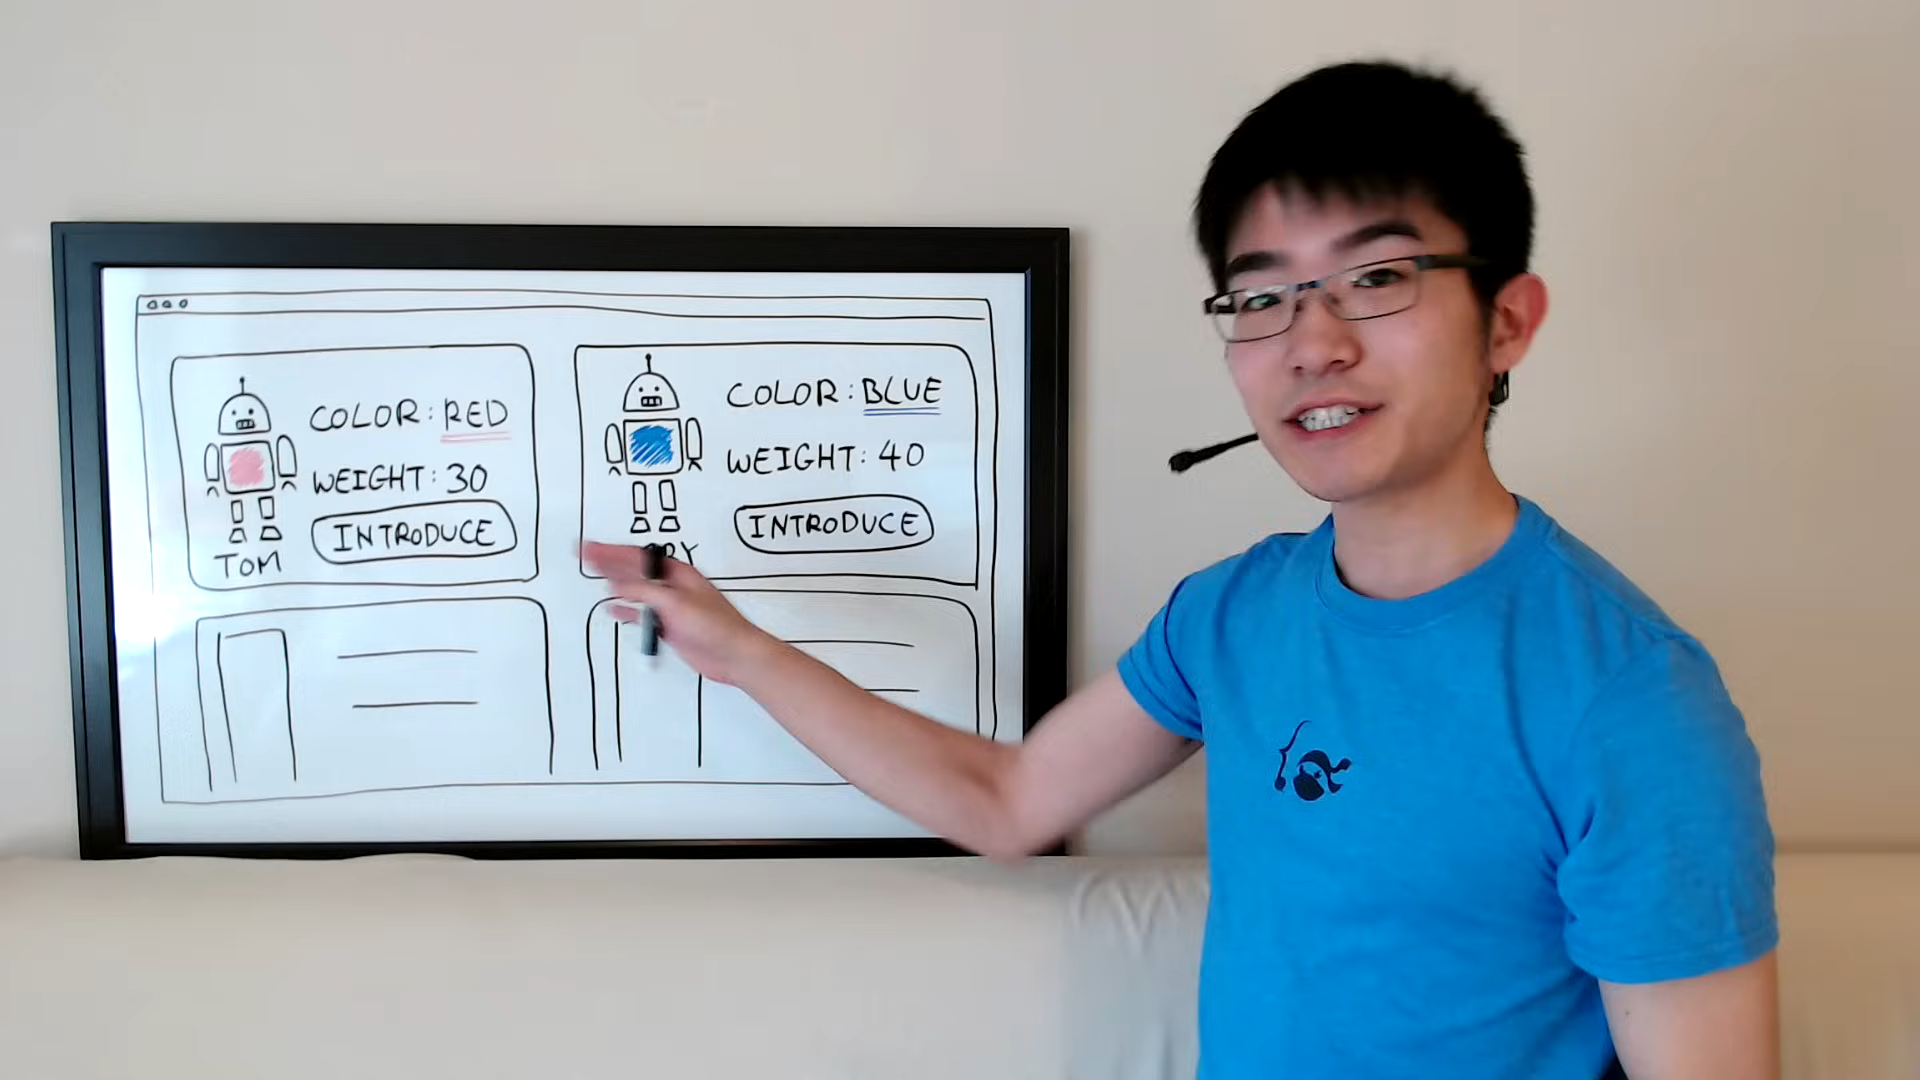 COLOR: RED
WEIGHT: 30
INTRODUCE
TOM
COLOR: BLUE
WEIGHT: 40
INTRODUCE